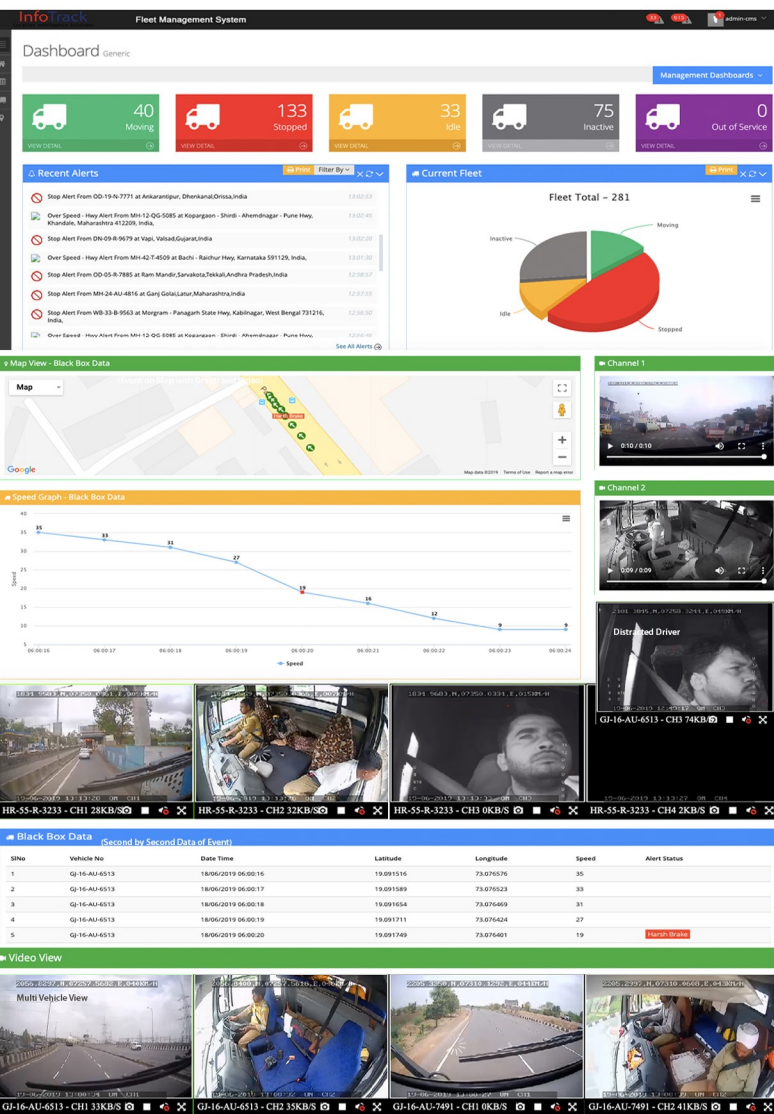 InfoTrack
Fleet Management System
33
admin-cms
Dashboard Generic
Management Dashboards
40
Moving
VIEW DETAIL
133
Stopped
VIEW DETAIL
33
Idle
VIEW DETAIL
75
Inactive
VIEW DETAIL
0
Out of Service
VIEW DETAIL
Recent Alerts
Print
Filter By
Stop Alert From OD-19-N-7771 at Ankarantipur, Dhenkanal,Orissa,India
13:02:53
Over Speed - Hwy Alert From MH-12-QG-5085 at Kopargaon - Shirdi - Ahemdnagar - Pune Hwy,
Khandale, Maharashtra 412209, India,
13:02:45
Stop Alert From DN-09-R-9679 at Vapi, Valsad,Gujarat,India
13:02:20
Over Speed - Hwy Alert From MH-42-T-4509 at Bachi - Raichur Hwy, Karnataka 591129, India,
13:01:30
Stop Alert From OD-05-R-7885 at Ram Mandir,Sarvakota,Tekkali,Andhra Pradesh,India
12:58:57
Stop Alert From MH-24-AU-4816 at Ganj Golai,Latur,Maharashtra,India
12:57:55
Stop Alert From WB-33-B-9563 at Morgram - Panagarh State Hwy, Kabilnagar, West Bengal 731216,
India,
12:56:50
Over Speed - Hwy Alert From MH-12-QG-5085 at Kopargaon - Shirdi - Ahemdnagar - Pune Hwy,
See All Alerts
Current Fleet
Print
Fleet Total – 281
Moving
Inactive
Idle
Stopped
Map View - Black Box Data
Map
Harsh Brake
Google
Map data ©2019 Terms of Use Report a map error
Channel 1
0:10 / 0:10
Channel 2
0:09 / 0:09
Speed Graph - Black Box Data
40
35
30
25
20
15
10
5
Speed
35
33
31
27
19
16
12
9
9
06:00:16
06:00:17
06:00:18
06:00:19
06:00:20
06:00:21
06:00:22
06:00:23
06:00:24
Speed
Distracted Driver
GJ-16-AU-6513 - CH3 74KB/S
HR-55-R-3233 - CH1 28KB/S
HR-55-R-3233 - CH2 32KB/S
HR-55-R-3233 - CH3 0KB/S
HR-55-R-3233 - CH4 2KB/S
Black Box Data (Second by Second Data of Event)
SlNo Vehicle No Date Time Latitude Longitude Speed Alert Status
1 GJ-16-AU-6513 18/06/2019 06:00:16 19.091516 73.076576 35
2 GJ-16-AU-6513 18/06/2019 06:00:17 19.091589 73.076523 33
3 GJ-16-AU-6513 18/06/2019 06:00:18 19.091654 73.076469 31
4 GJ-16-AU-6513 18/06/2019 06:00:19 19.091711 73.076424 27
5 GJ-16-AU-6513 18/06/2019 06:00:20 19.091749 73.076401 19 Harsh Brake
Video View
Multi Vehicle View
GJ-16-AU-6513 - CH1 33KB/S
GJ-16-AU-6513 - CH2 35KB/S
GJ-16-AU-7491 - CH1 0KB/S
GJ-16-AU-7491 - CH2 41KB/S